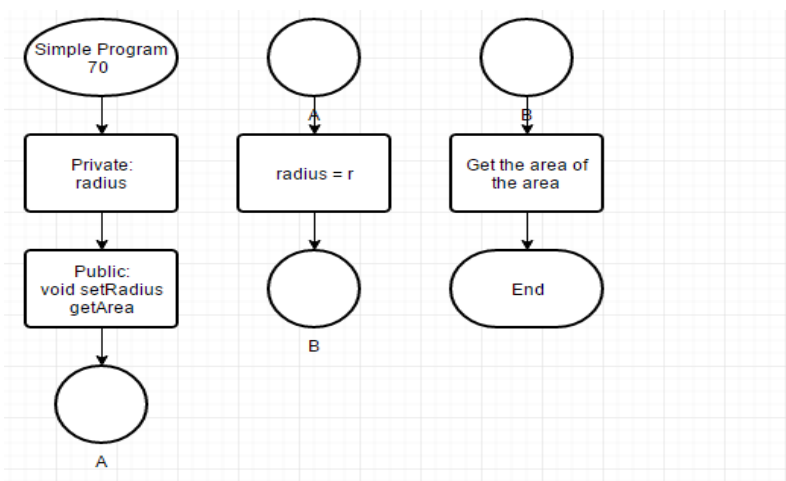 Simple Program
70
Private:
radius
Public:
void setRadius
getArea
A
A
radius = r
B
B
Get the area of
the area
End